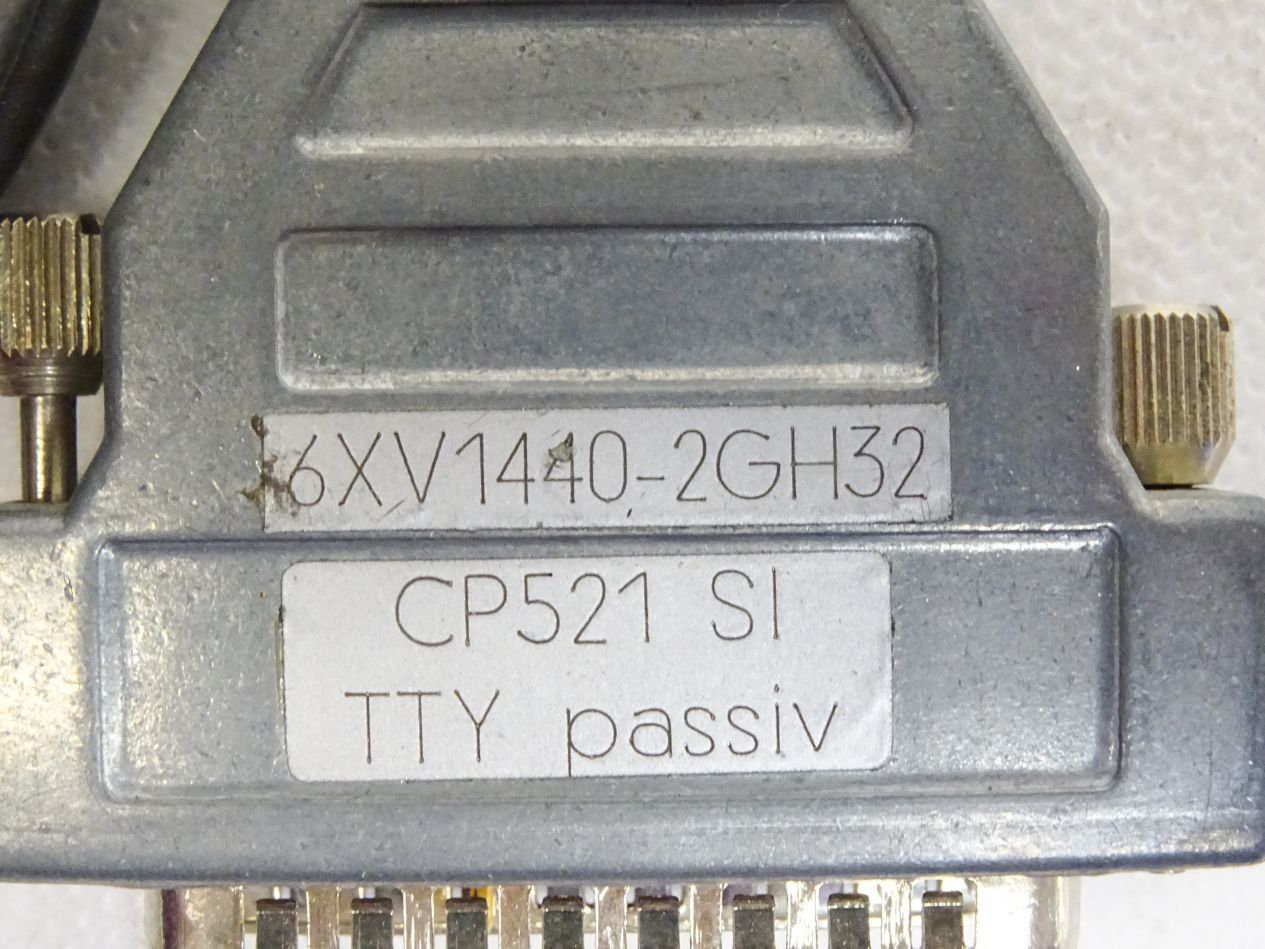 6XV1440-2GH32
CP521 SI
TTY passiv